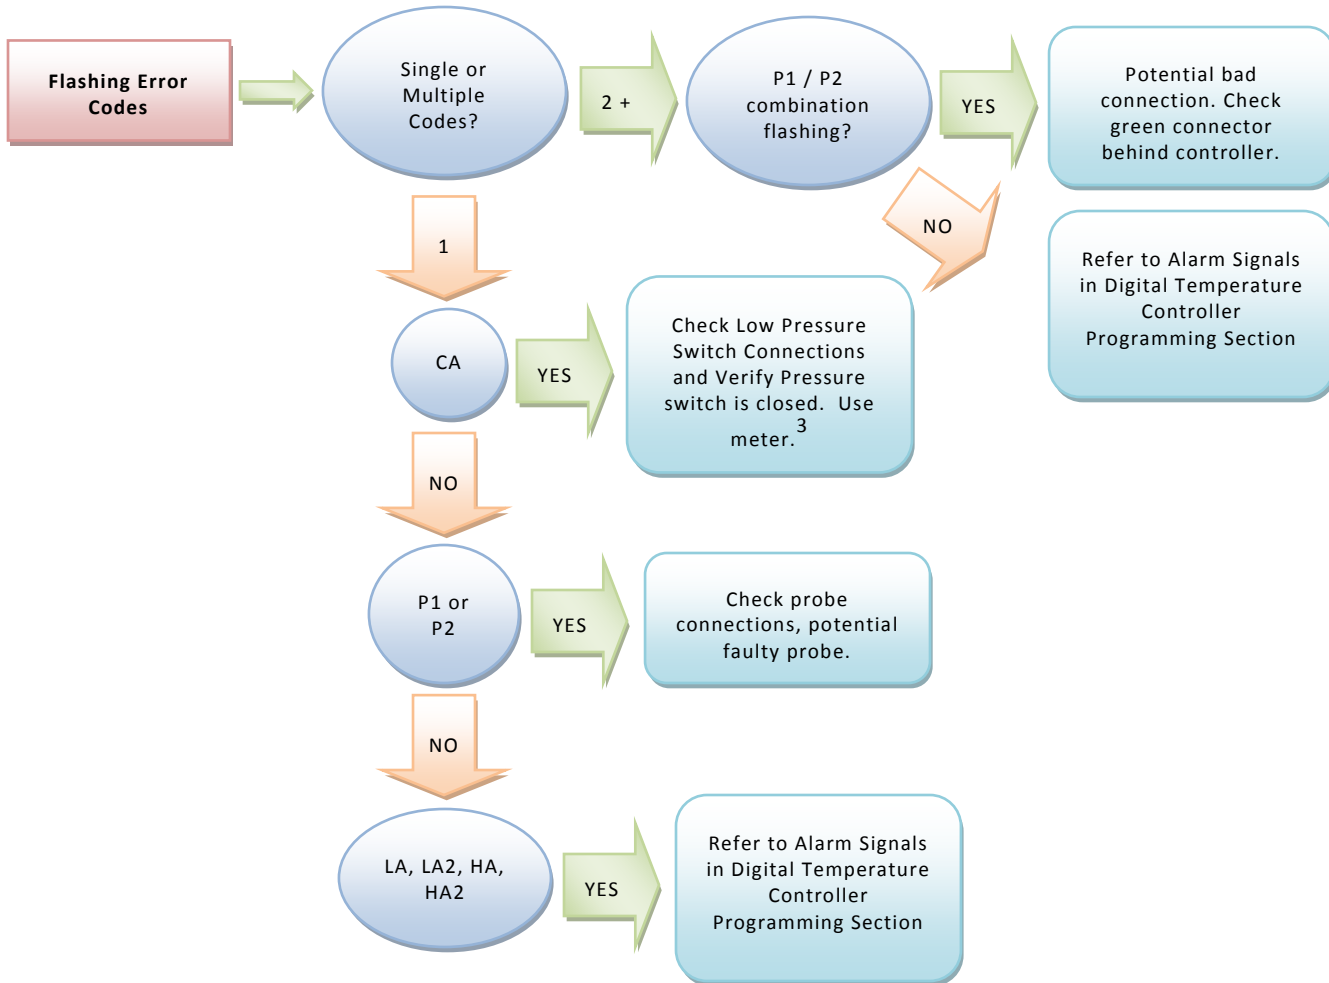 Flashing Error
Codes
Single or
Multiple
Codes?
2 +
P1 / P2
combination
flashing?
YES
Potential bad
connection. Check
green connector
behind controller.
NO
Refer to Alarm Signals
in Digital Temperature
Controller
Programming Section
1
CA
YES
Check Low Pressure
Switch Connections
and Verify Pressure
switch is closed. Use
meter.3
NO
P1 or
P2
YES
Check probe
connections, potential
faulty probe.
NO
LA, LA2, HA,
HA2
YES
Refer to Alarm Signals
in Digital Temperature
Controller
Programming Section